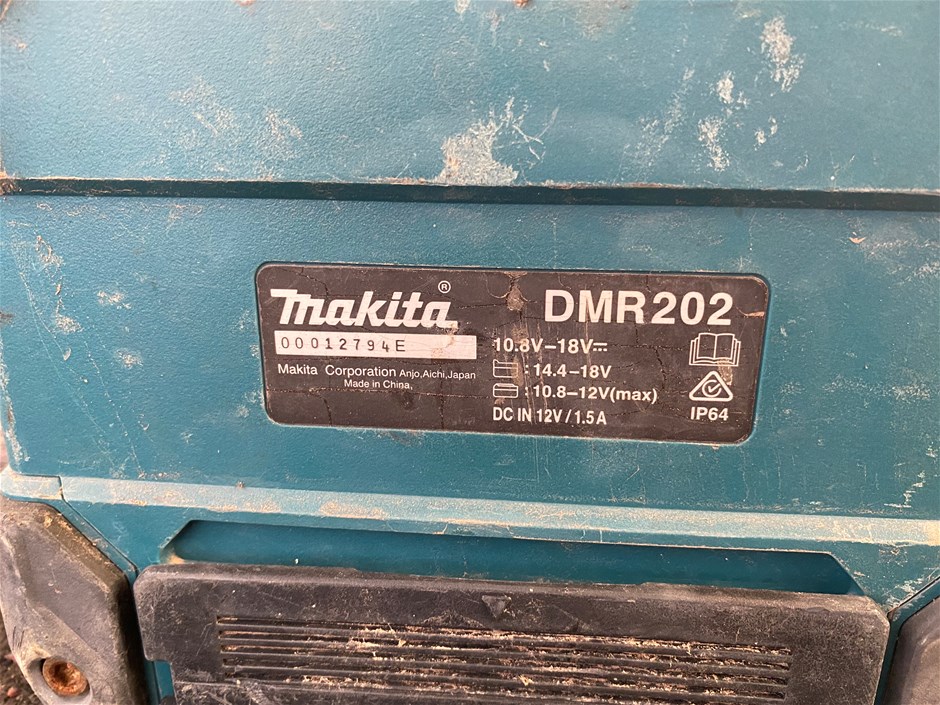 makita®
00012794E
Makita Corporation Anjo,Aichi,Japan
Made in China,
DMR202
10.8V–18V⎓
:14.4–18V
:10.8–12V(max)
DC IN 12V/1.5A
IP64